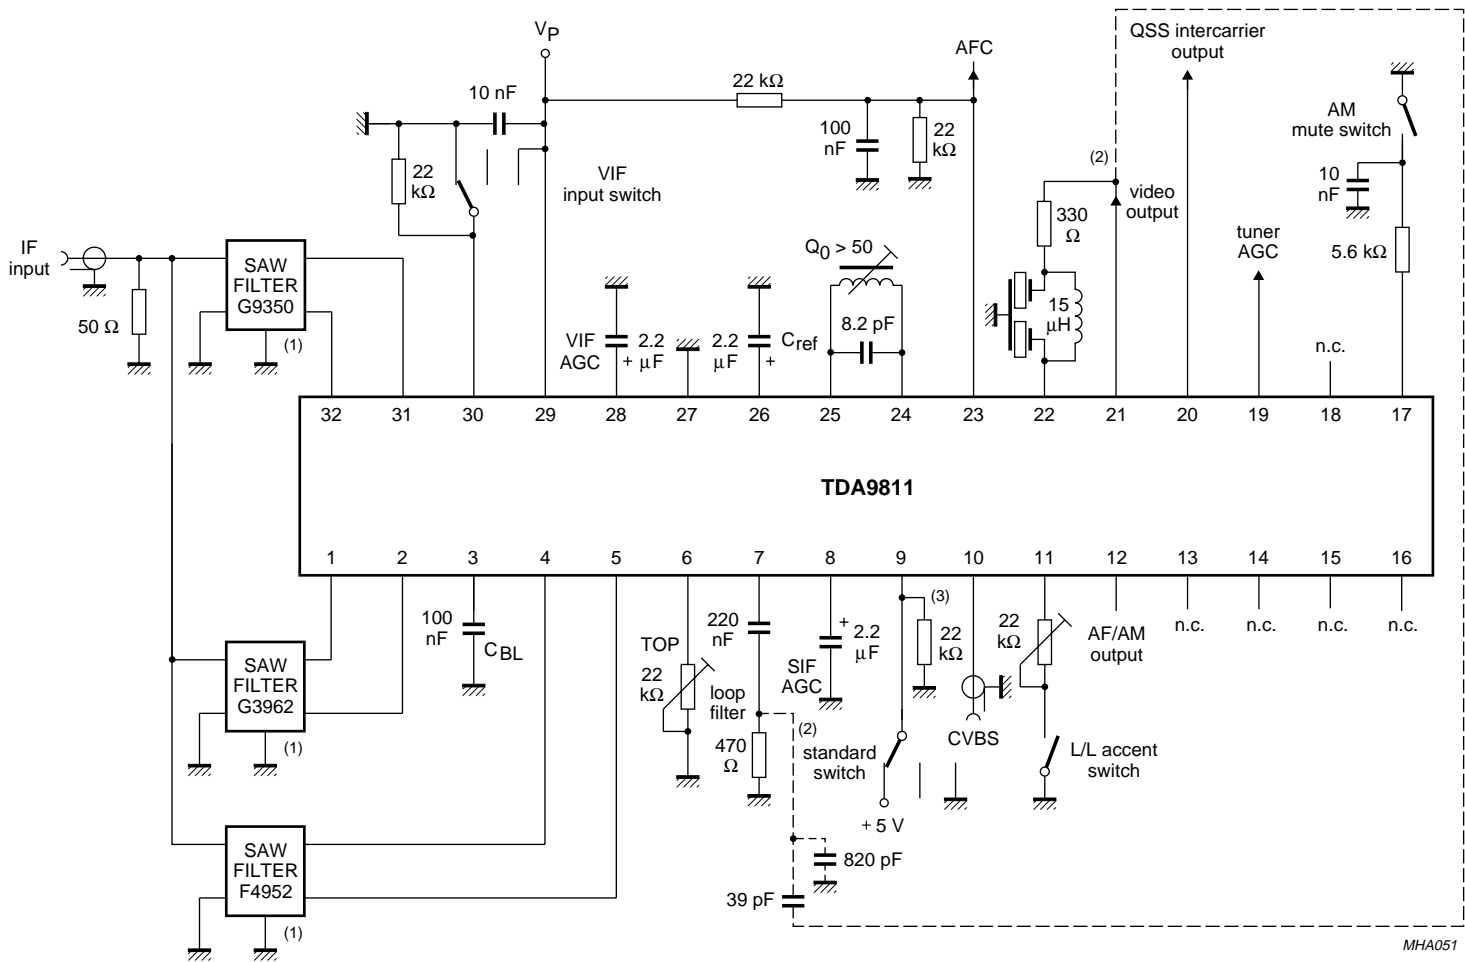 V_P
QSS intercarrier
output
AFC
22 kΩ
10 nF
AM
mute switch
100
nF
22
kΩ
(2)
22
kΩ
VIF
input switch
10
nF
video
output
330
Ω
IF
input
SAW
FILTER
G9350
Q_0 > 50
tuner
AGC
5.6 kΩ
50 Ω
(1)
VIF
AGC
2.2
μF
+
2.2
μF
+
C_ref
8.2 pF
15
μH
n.c.
32 31 30 29 28 27 26 25 24 23 22 21 20 19 18 17
TDA9811
1 2 3 4 5 6 7 8 9 10 11 12 13 14 15 16
100
nF
C_BL
TOP
22
kΩ
220
nF
loop
filter
+
2.2
μF
SIF
AGC
(3)
22
kΩ
22
kΩ
AF/AM
output
n.c. n.c. n.c. n.c.
SAW
FILTER
G3962
(1)
470
Ω
(2)
standard
switch
CVBS
L/L accent
switch
+ 5 V
SAW
FILTER
F4952
(1)
820 pF
39 pF
MHA051